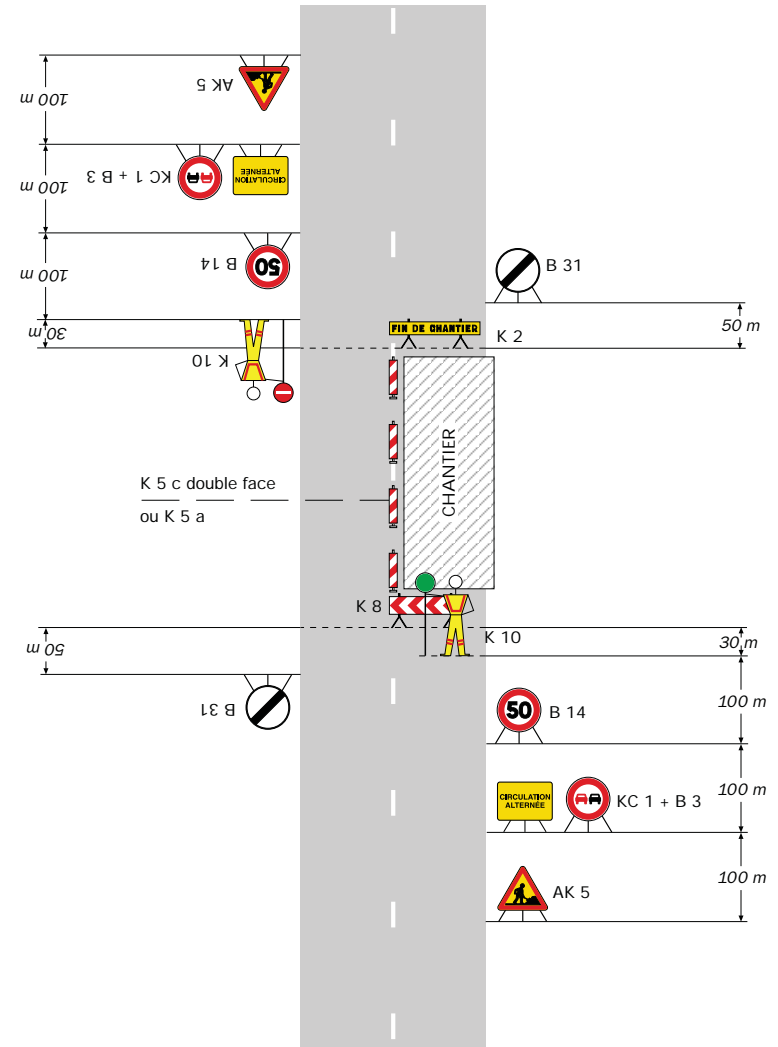 AK 5
100 m
KC 1 + B 3
CIRCULATION
ALTERNÉE
100 m
B 14
50
100 m
B 31
30 m
50 m
FIN DE CHANTIER
K 2
K 10
CHANTIER
K 5 c double face
ou K 5 a
K 8
K 10
30 m
50 m
B 31
50
B 14
100 m
CIRCULATION
ALTERNÉE
KC 1 + B 3
100 m
AK 5
100 m